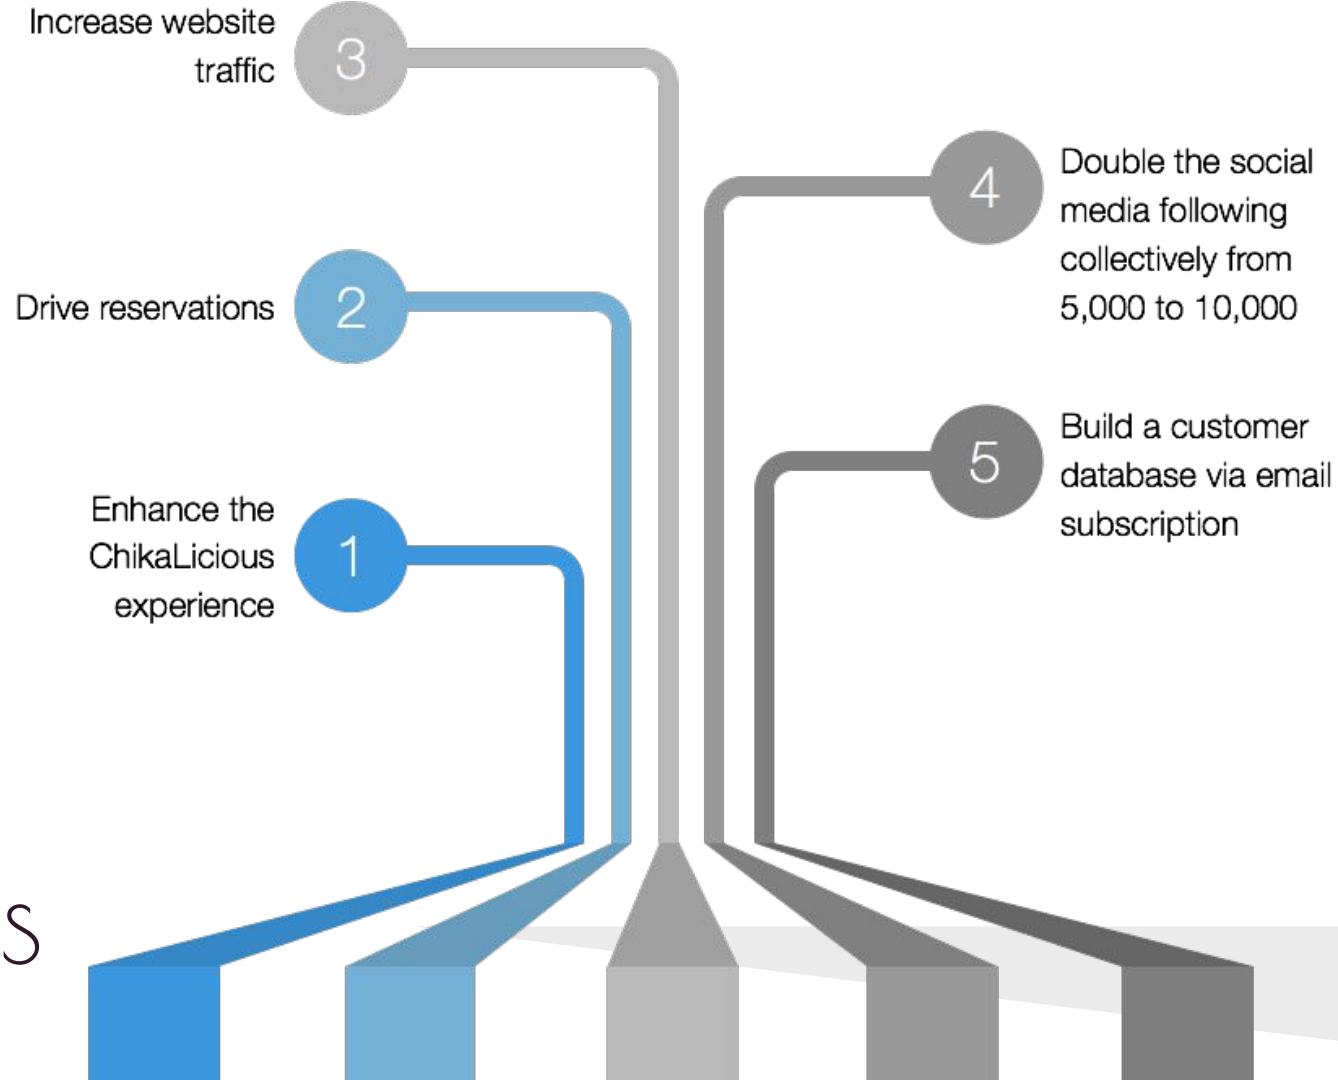 Increase website
traffic
3
4
Double the social
media following
collectively from
5,000 to 10,000
Drive reservations
2
5
Build a customer
database via email
subscription
Enhance the
ChikaLicious
experience
1
S